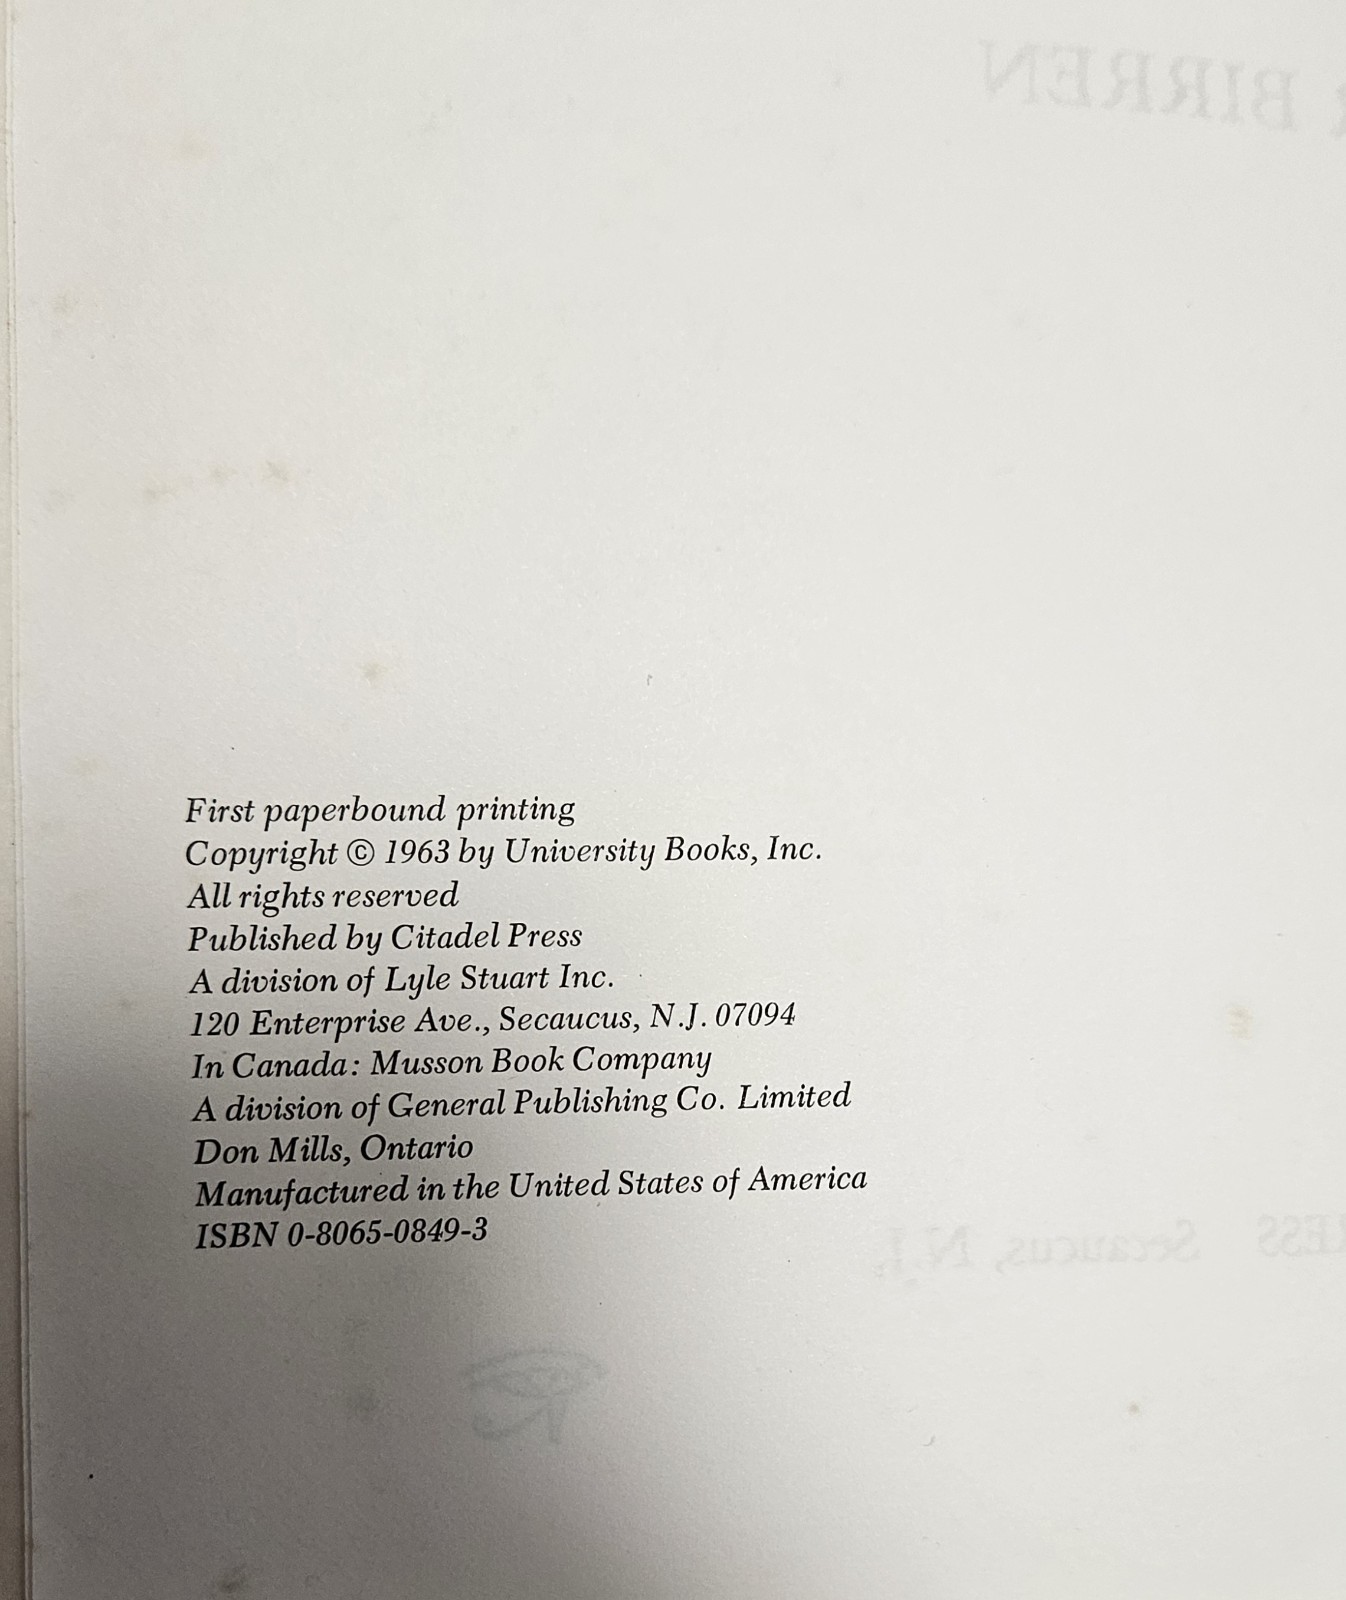 BIRREN
First paperbound printing
Copyright © 1963 by University Books, Inc.
All rights reserved
Published by Citadel Press
A division of Lyle Stuart Inc.
120 Enterprise Ave., Secaucus, N.J. 07094
In Canada: Musson Book Company
A division of General Publishing Co. Limited
Don Mills, Ontario
Manufactured in the United States of America
ISBN 0-8065-0849-3
Secaucus, N.J.